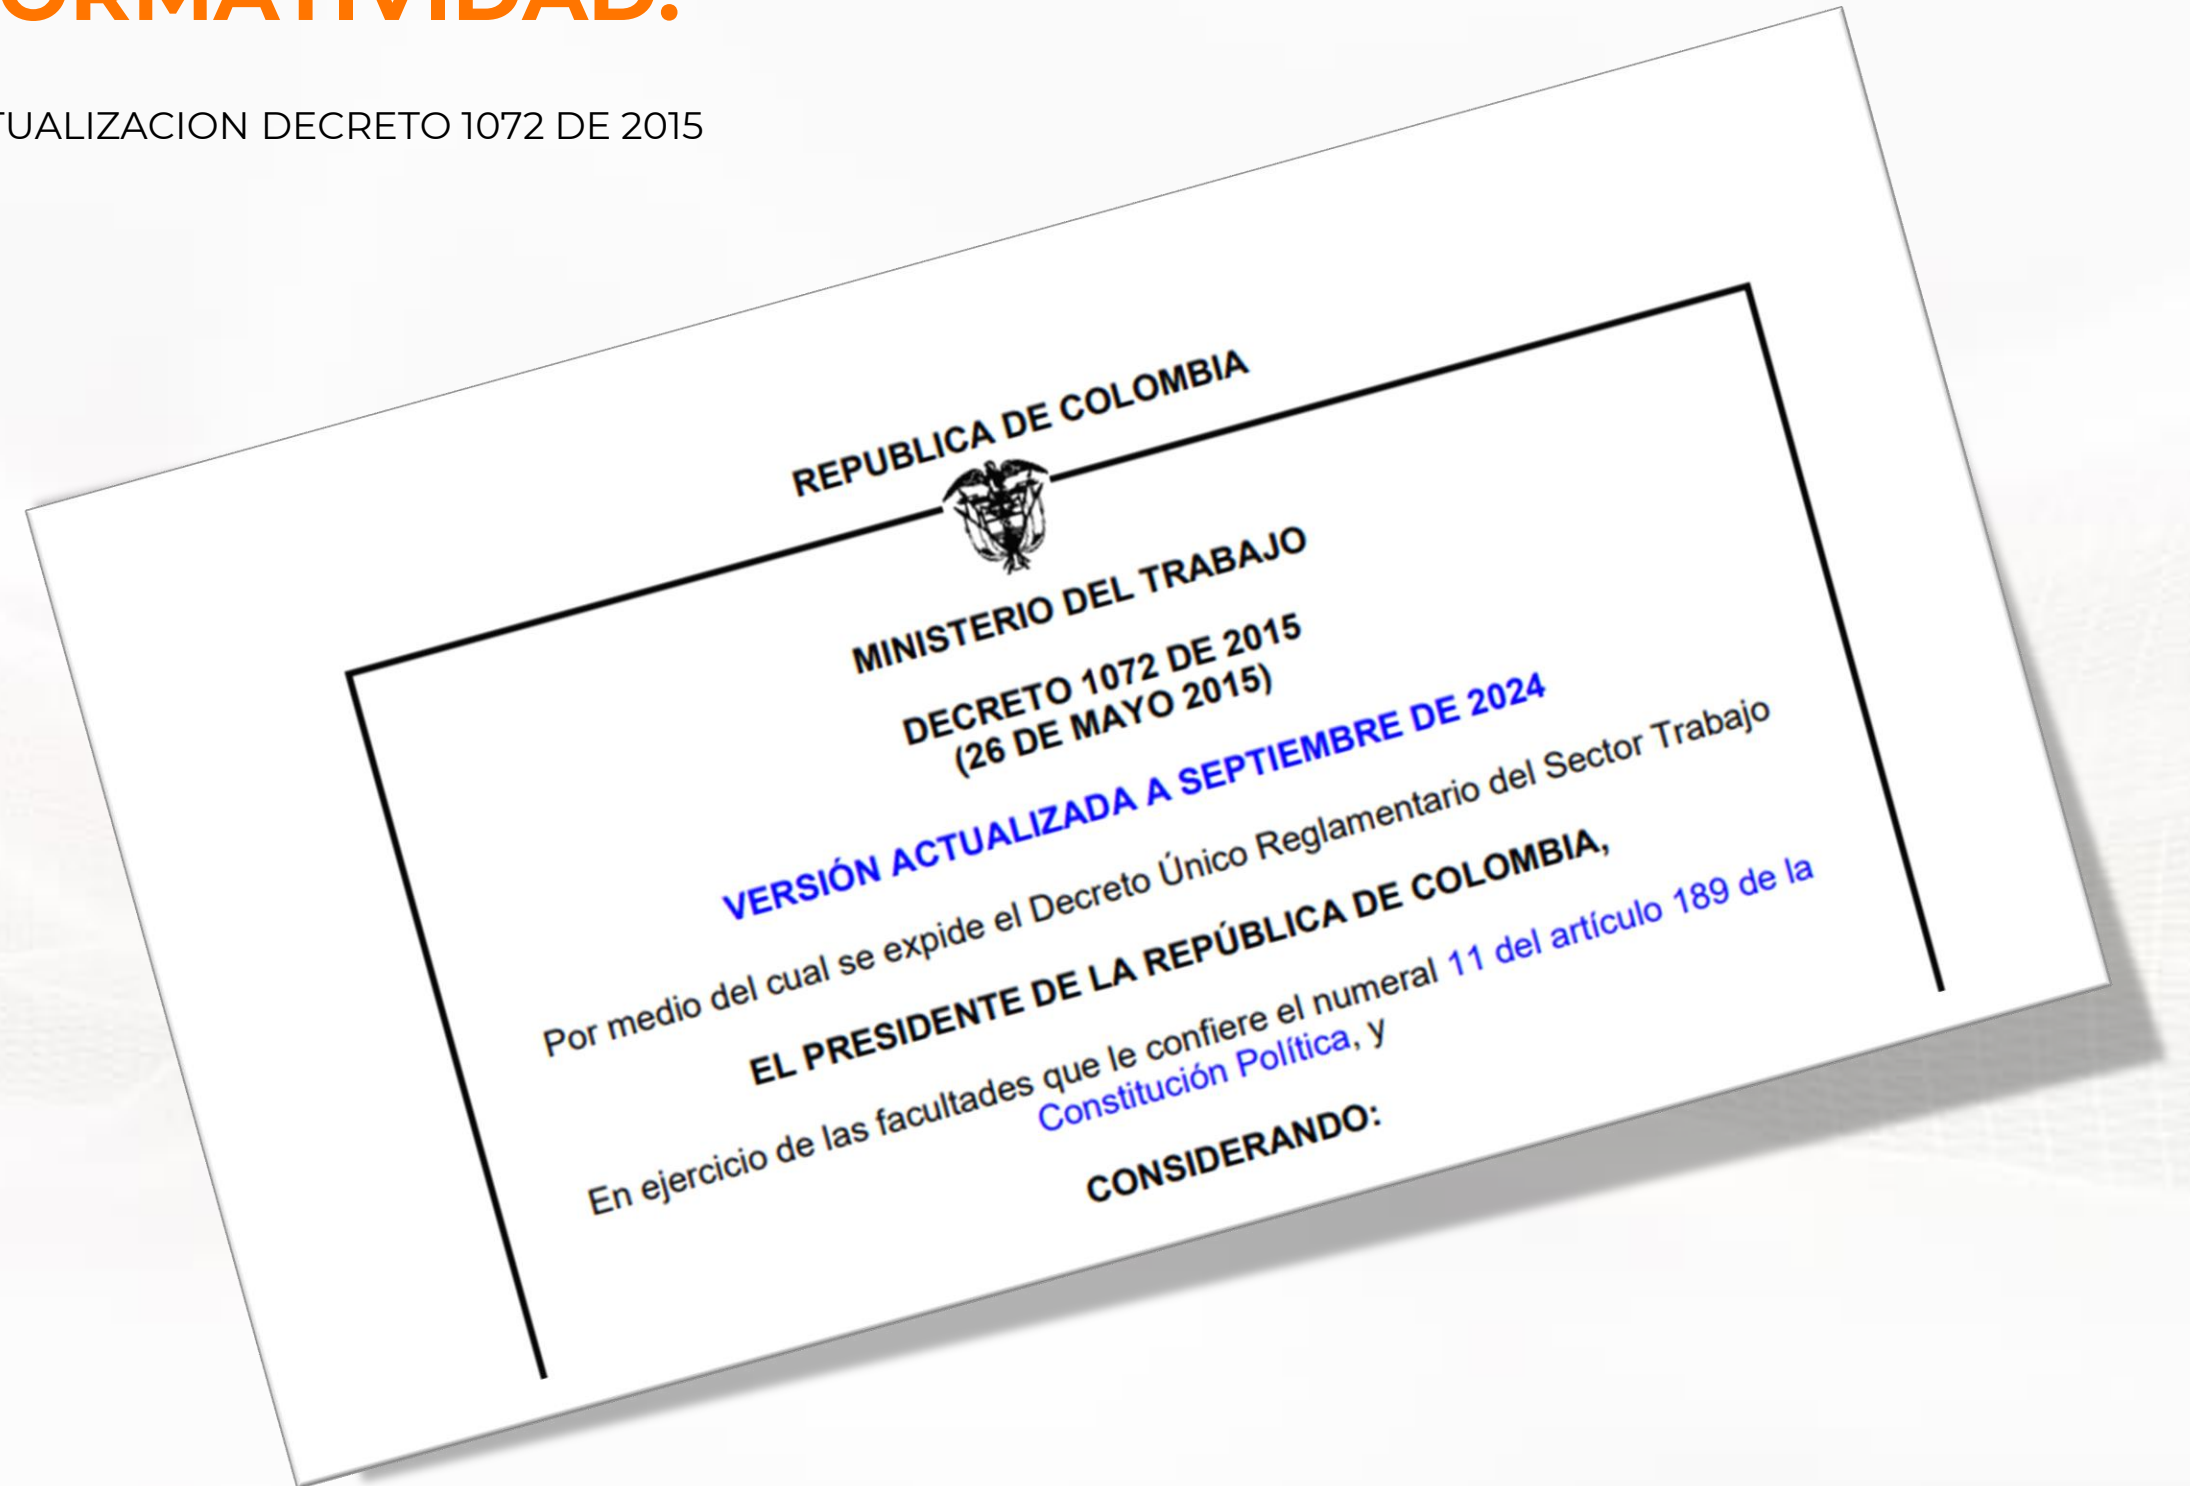 ORMATIVIDAD.
TUALIZACION DECRETO 1072 DE 2015
REPUBLICA DE COLOMBIA
MINISTERIO DEL TRABAJO
DECRETO 1072 DE 2015
(26 DE MAYO 2015)
VERSIÓN ACTUALIZADA A SEPTIEMBRE DE 2024
Por medio del cual se expide el Decreto Único Reglamentario del Sector Trabajo
EL PRESIDENTE DE LA REPÚBLICA DE COLOMBIA,
En ejercicio de las facultades que le confiere el numeral 11 del artículo 189 de la
Constitución Política, y
CONSIDERANDO: